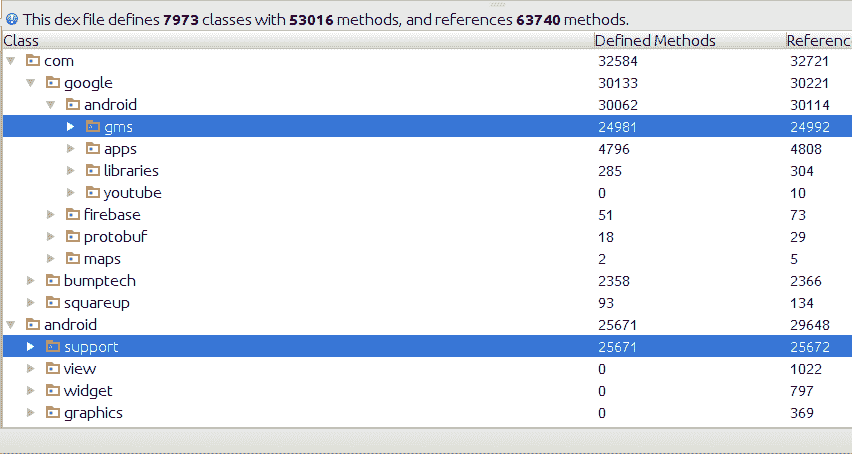 This dex file defines 7973 classes with 53016 methods, and references 63740 methods.
Class Defined Methods Referenc
com 32584 32721
google 30133 30221
android 30062 30114
gms 24981 24992
apps 4796 4808
libraries 285 304
youtube 0 10
firebase 51 73
protobuf 18 29
maps 2 5
bumptech 2358 2366
squareup 93 134
android 25671 29648
support 25671 25672
view 0 1022
widget 0 797
graphics 0 369